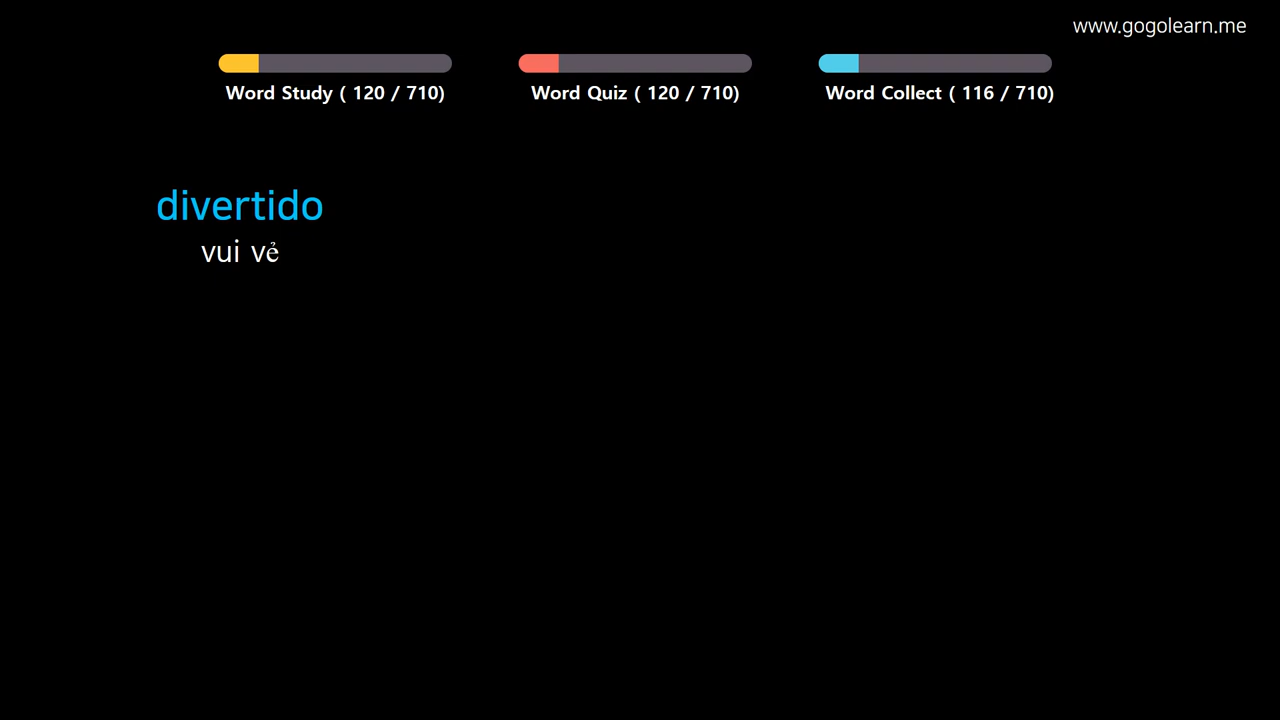 www.gogolearn.me
Word Study ( 120 / 710)
Word Quiz ( 120 / 710)
Word Collect ( 116 / 710)
divertido
vui vẻ